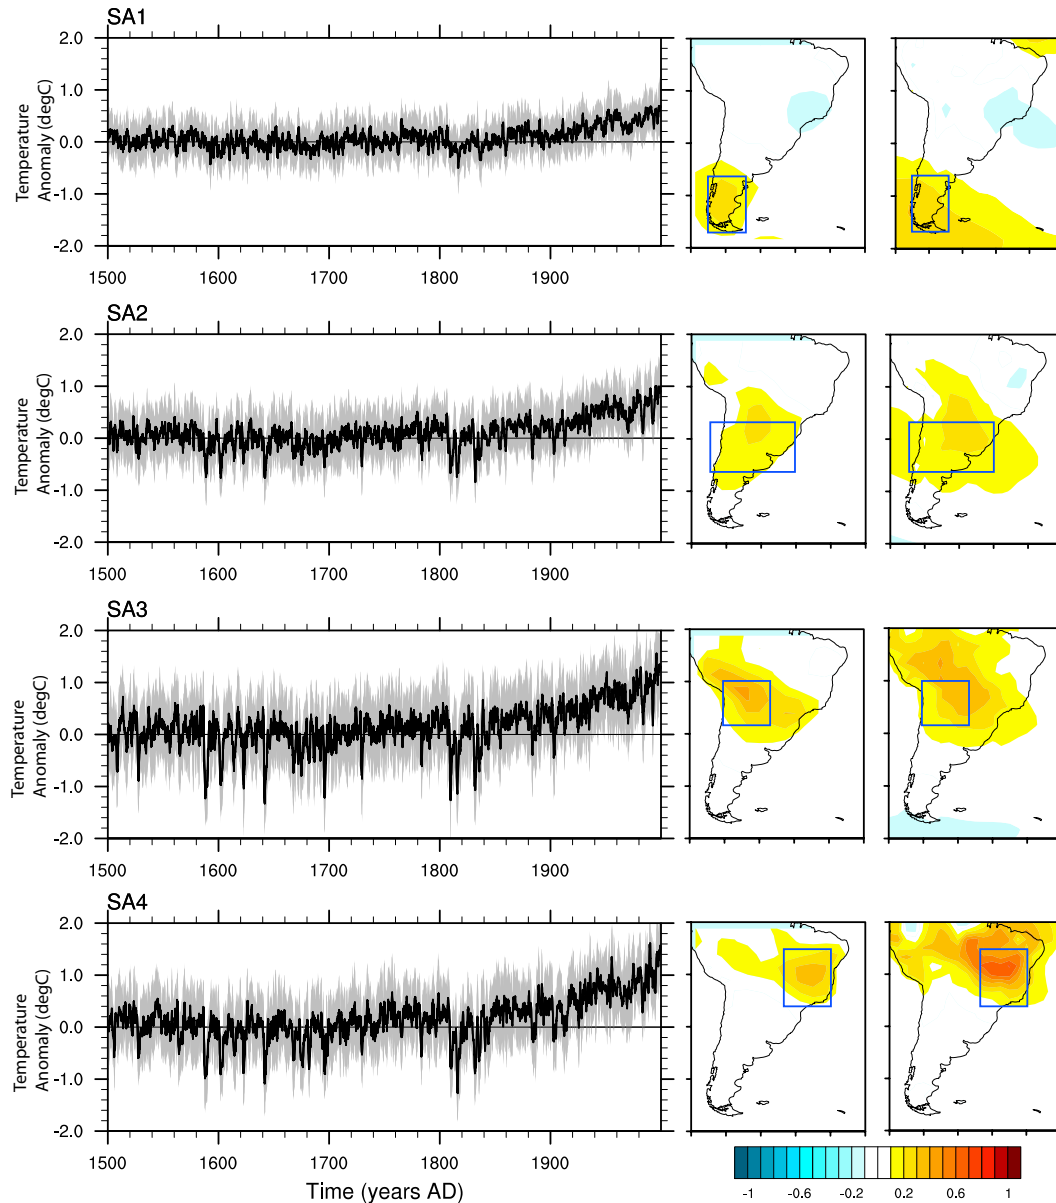 SA1
Temperature
Anomaly (degC)
2.0
1.0
0.0
-1.0
-2.0
1500 1600 1700 1800 1900
SA2
Temperature
Anomaly (degC)
2.0
1.0
0.0
-1.0
-2.0
1500 1600 1700 1800 1900
SA3
Temperature
Anomaly (degC)
2.0
1.0
0.0
-1.0
-2.0
1500 1600 1700 1800 1900
SA4
Temperature
Anomaly (degC)
2.0
1.0
0.0
-1.0
-2.0
1500 1600 1700 1800 1900
Time (years AD)
-1 -0.6 -0.2 0.2 0.6 1